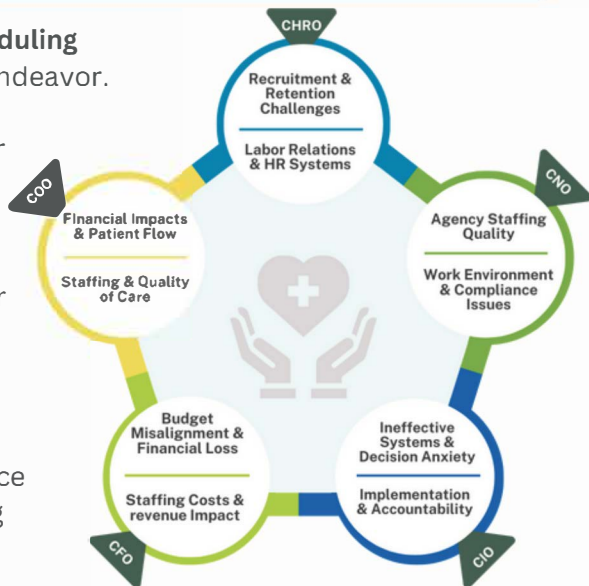 duling
ndeavor.
r
r
ce
g
CHRO
Recruitment &
Retention
Challenges
Labor Relations
& HR Systems
CNO
Agency Staffing
Quality
Work Environment
& Compliance
Issues
CIO
Ineffective
Systems &
Decision Anxiety
Implementation
& Accountability
CFO
Budget
Misalignment &
Financial Loss
Staffing Costs &
revenue Impact
COO
Financial Impacts
& Patient Flow
Staffing & Quality
of Care